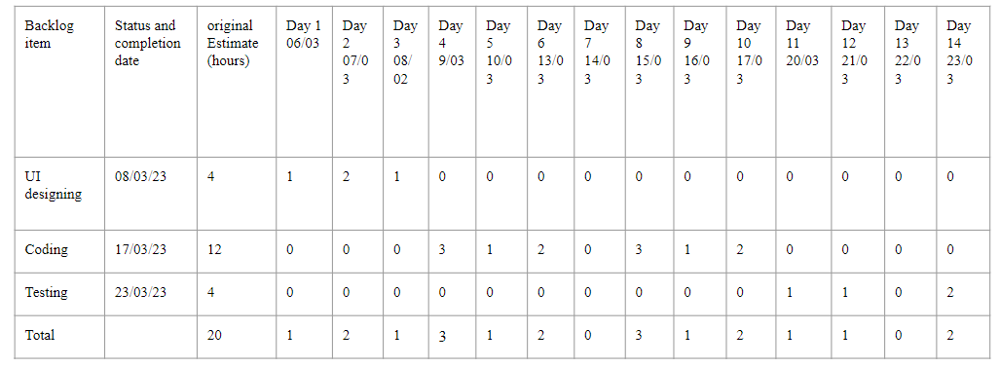 Backlog item Status and completion date original Estimate (hours) Day 1 06/03 Day 2 07/03 Day 3 08/02 Day 4 9/03 Day 5 10/03 Day 6 13/03 Day 7 14/03 Day 8 15/03 Day 9 16/03 Day 10 17/03 Day 11 20/03 Day 12 21/03 Day 13 22/03 Day 14 23/03
UI designing 08/03/23 4 1 2 1 0 0 0 0 0 0 0 0 0 0 0
Coding 17/03/23 12 0 0 0 3 1 2 0 3 1 2 0 0 0 0
Testing 23/03/23 4 0 0 0 0 0 0 0 0 0 0 1 1 0 2
Total 20 1 2 1 3 1 2 0 3 1 2 1 1 0 2